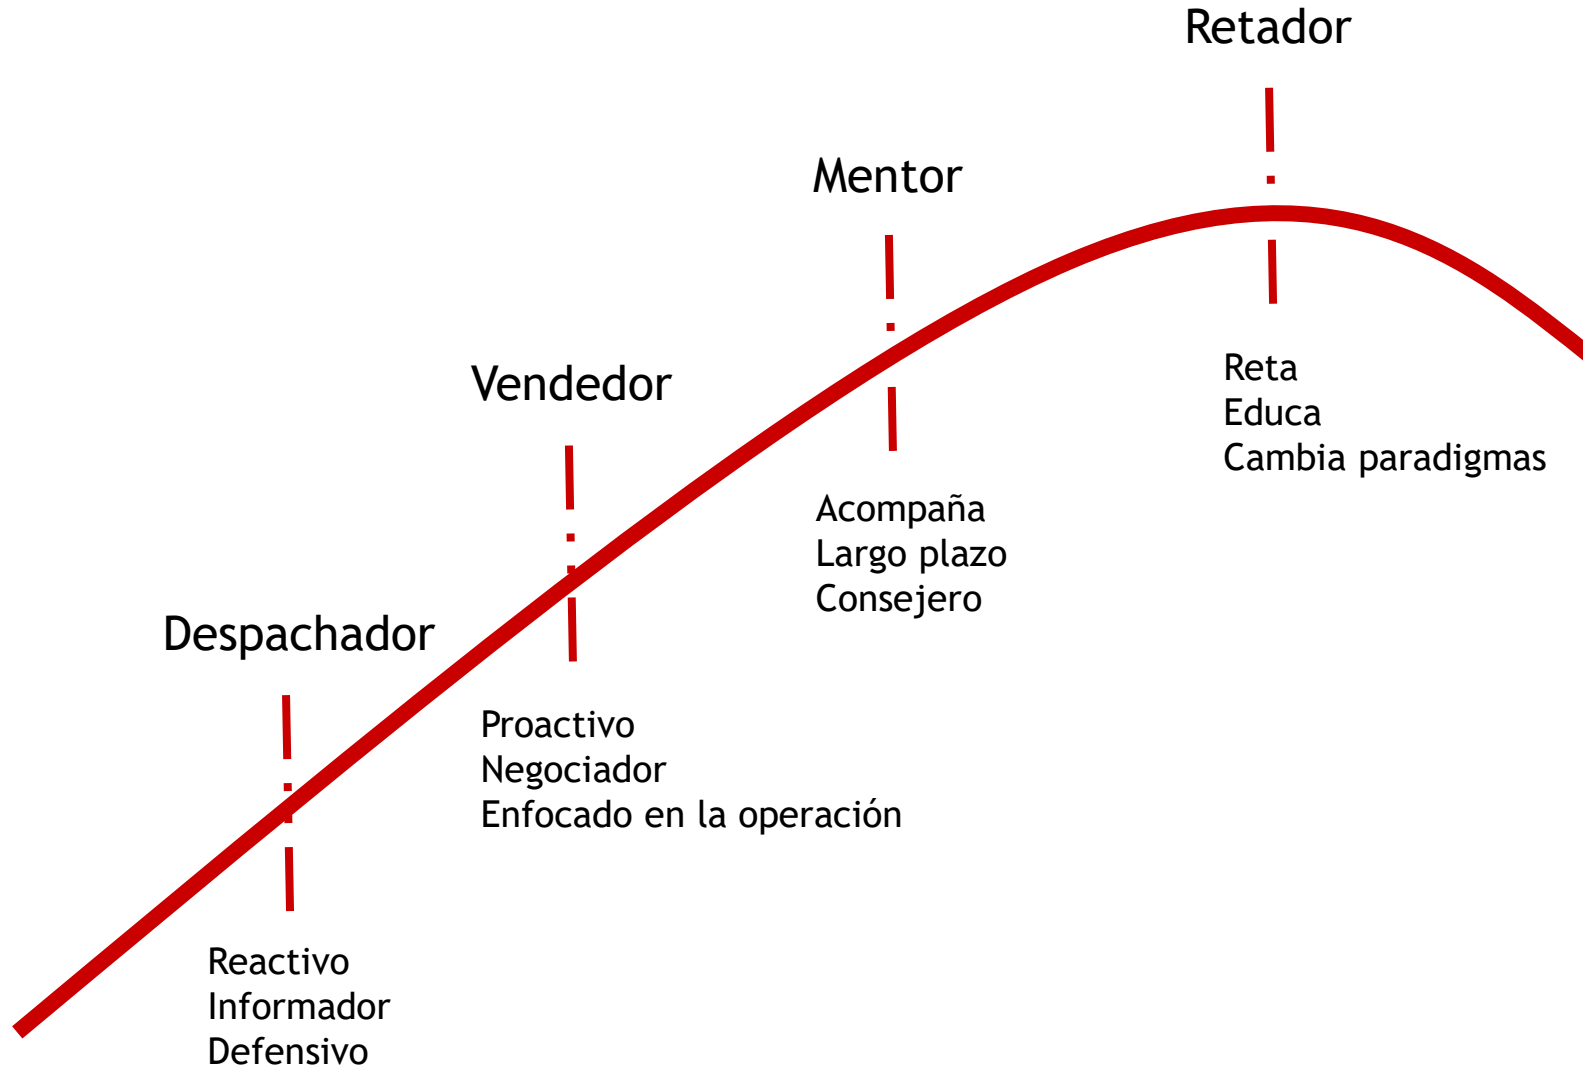 Retador
Mentor
Vendedor
Despachador
Reta
Educa
Cambia paradigmas
Acompaña
Largo plazo
Consejero
Proactivo
Negociador
Enfocado en la operación
Reactivo
Informador
Defensivo